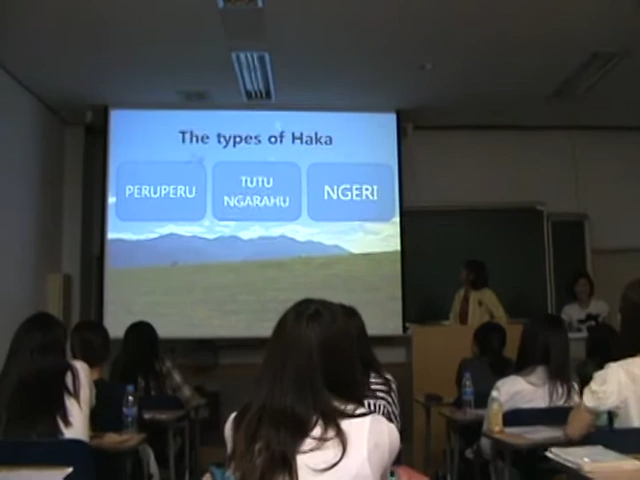 The types of Haka
PERUPERU
TUTU
NGARAHU
NGERI